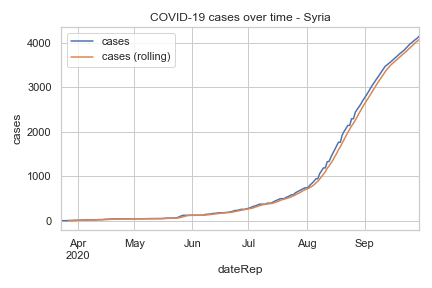 COVID-19 cases over time - Syria
cases
cases (rolling)
4000
3000
2000
1000
0
cases
Apr
2020
May
Jun
Jul
Aug
Sep
dateRep